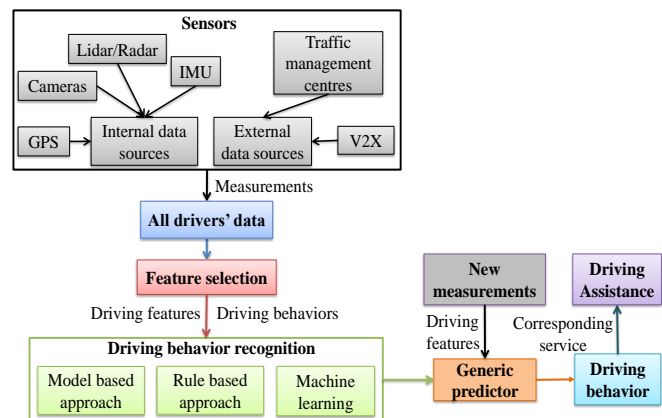 Sensors
Lidar/Radar
IMU
Cameras
GPS
Internal data
sources
Traffic
management
centres
External
data sources
V2X
Measurements
All drivers' data
Feature selection
Driving features
Driving behaviors
Driving behavior recognition
Model based
approach
Rule based
approach
Machine
learning
New
measurements
Driving
features
Generic
predictor
Driving
behavior
Corresponding
service
Driving
Assistance